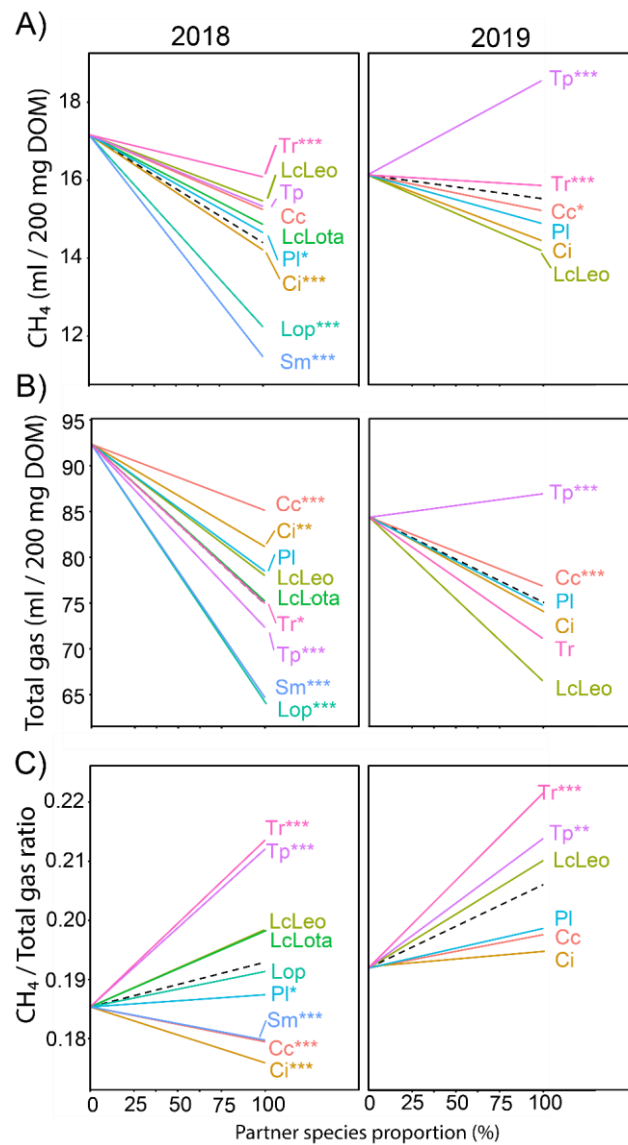 A)
2018
2019
CH₄ (ml / 200 mg DOM)
18
16
14
12
Tr***
LcLeo
Tp
Cc
LcLota
Pl*
Ci***
Lop***
Sm***
Tp***
Tr***
Cc*
Pl
Ci
LcLeo
B)
Total gas (ml / 200 mg DOM)
95
90
85
80
75
70
65
Cc***
Ci**
Pl
LcLeo
LcLota
Tr*
Tp***
Sm***
Lop***
Tp***
Cc***
Pl
Ci
Tr
LcLeo
C)
CH₄ / Total gas ratio
0.22
0.21
0.20
0.19
0.18
Tr***
Tp***
LcLeo
LcLota
Lop
Pl*
Sm***
Cc***
Ci***
Tr***
Tp**
LcLeo
Pl
Cc
Ci
0 25 50 75 100 0 25 50 75 100
Partner species proportion (%)